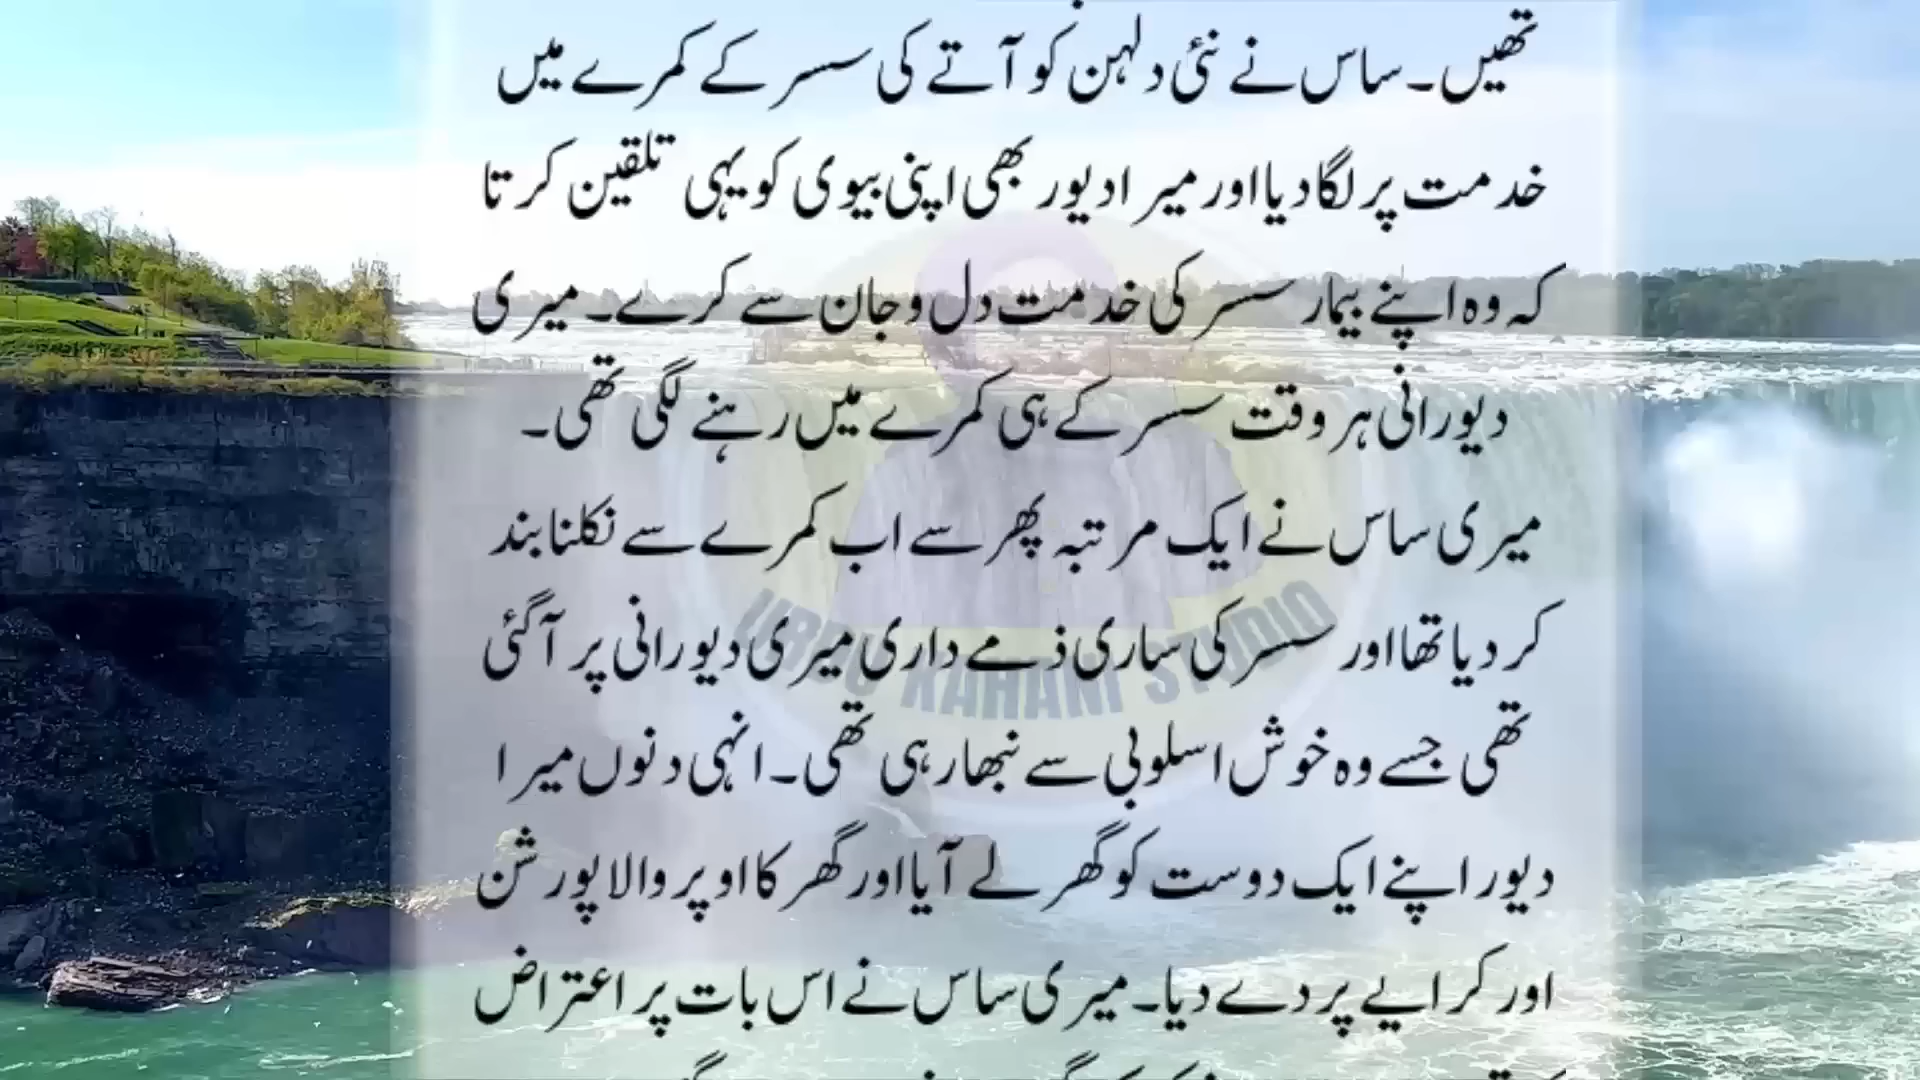 تھیں۔ ساس نے نئی دلہن کو آتے کی سسر کے کمرے میں
خدمت پر لگا دیا اور میرا دیور بھی اپنی بیوی کو یہی تلقین کرتا
کہ وہ اپنے بیمار سسر کی خدمت دل و جان سے کرے۔ میری
دیورانی ہر وقت سسر کے ہی کمرے میں رہنے لگی تھی۔
میری ساس نے ایک مرتبہ پھر سے اب کمرے سے نکلنا بند
کر دیا تھا اور سسر کی ساری ذمے داری میری دیورانی پر آگئی
تھی جسے وہ خوش اسلوبی سے نبھا رہی تھی۔ انہی دنوں میرا
دیور اپنے ایک دوست کو گھر لے آیا اور گھر کا اوپر والا پورشن
اور کرایے پر دے دیا۔ میری ساس نے اس بات پر اعتراض
URDU KAHANI STUDIO